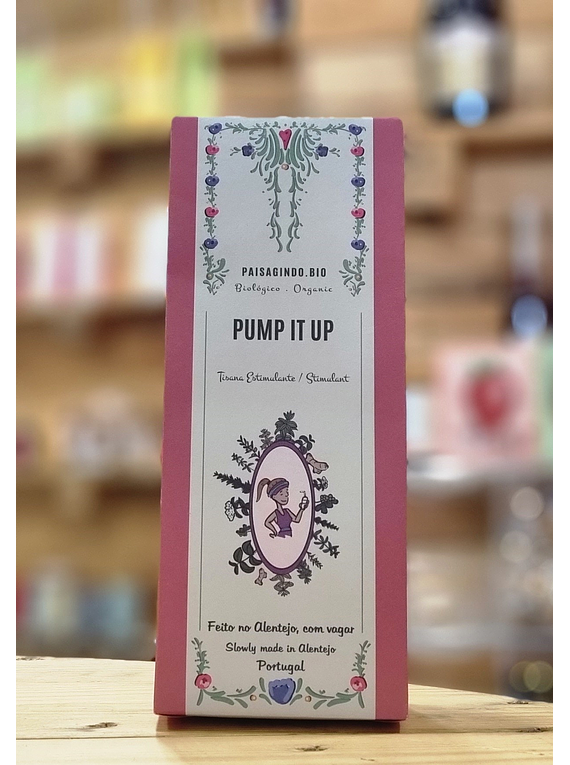 PAISAGINDO.BIO
Biológico . Organic
PUMP IT UP
Tisana Estimulante / Stimulant
Feito no Alentejo, com vagar
Slowly made in Alentejo
Portugal